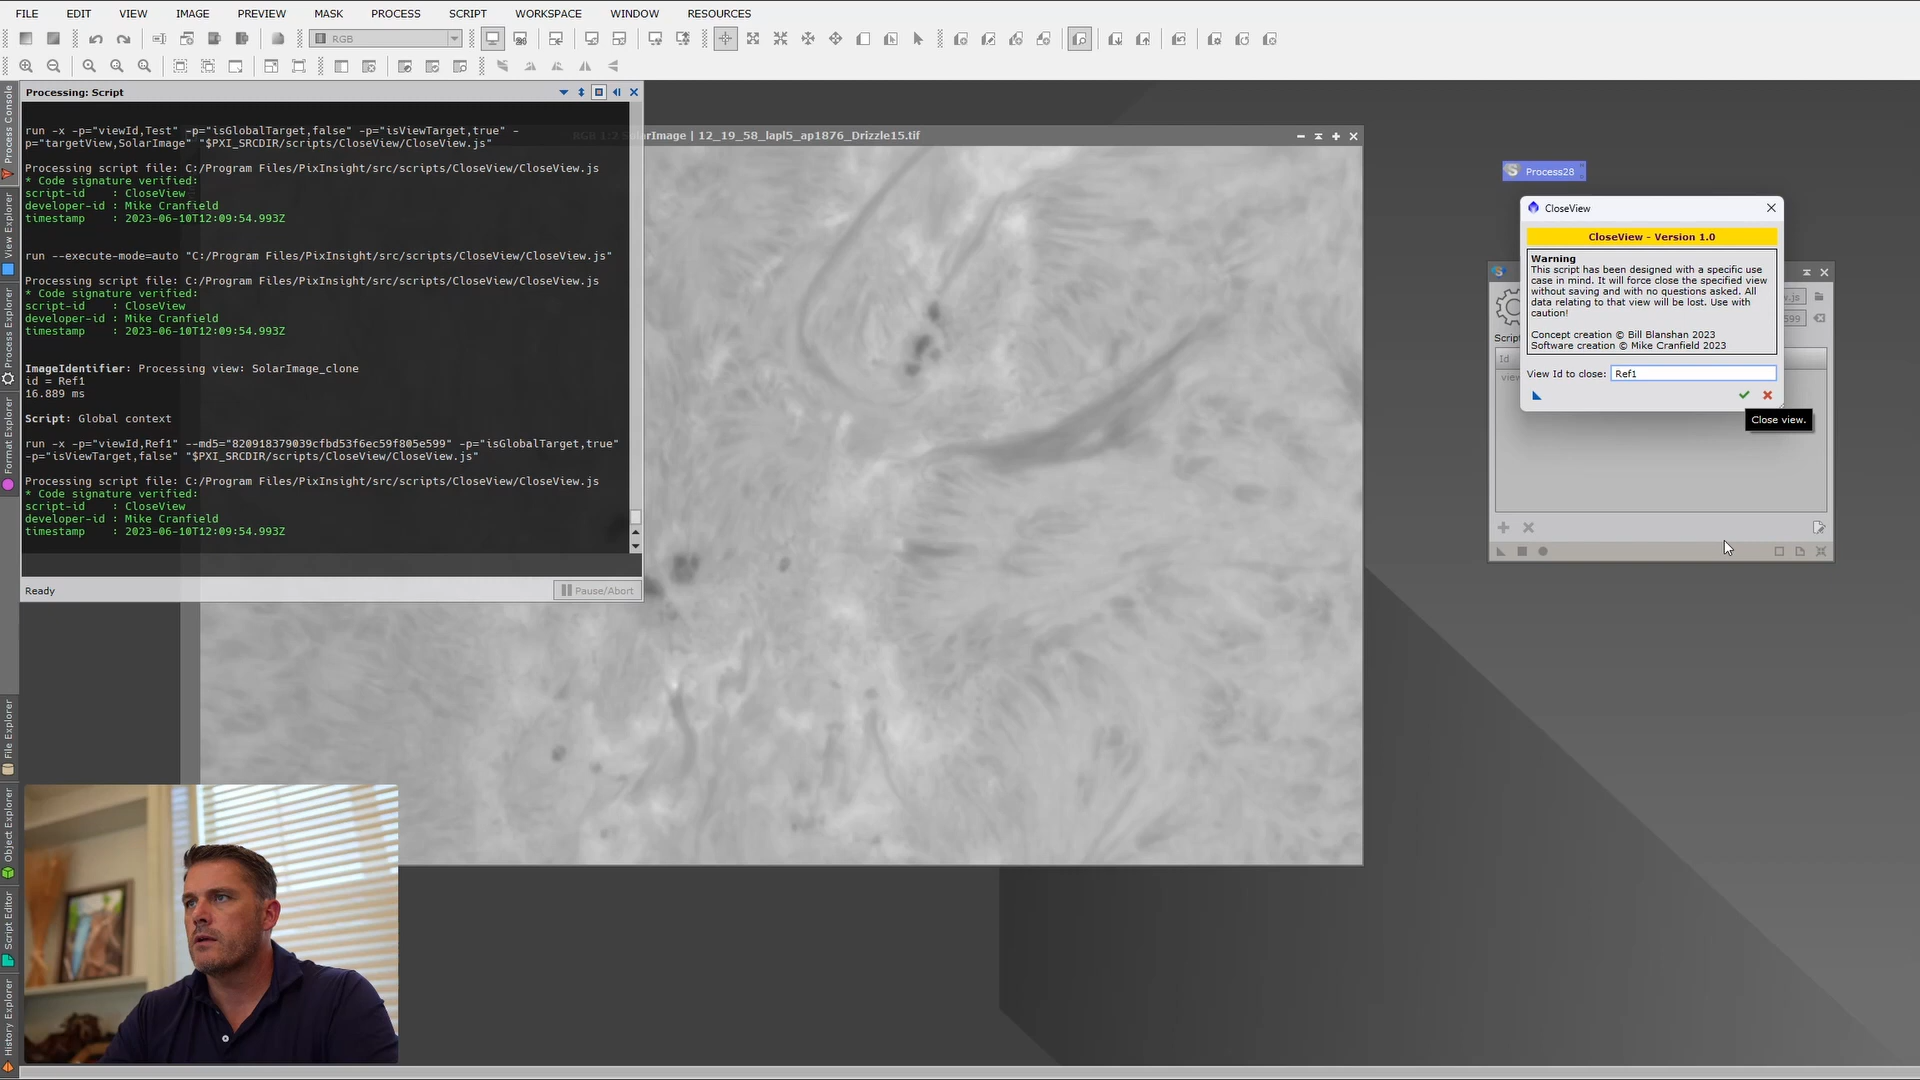 FILE EDIT VIEW IMAGE PREVIEW MASK PROCESS SCRIPT WORKSPACE WINDOW RESOURCES
RGB
Processing: Script
run -x -p="viewId,Test" -p="isGlobalTarget,false" -p="isViewTarget,true" -
p="targetView,SolarImage" "$PXI_SRCDIR/scripts/CloseView/CloseView.js"
Processing script file: C:/Program Files/PixInsight/src/scripts/CloseView/CloseView.js
* Code signature verified:
script-id : CloseView
developer-id : Mike Cranfield
timestamp : 2023-06-10T12:09:54.993Z
run --execute-mode=auto "C:/Program Files/PixInsight/src/scripts/CloseView/CloseView.js"
Processing script file: C:/Program Files/PixInsight/src/scripts/CloseView/CloseView.js
* Code signature verified:
script-id : CloseView
developer-id : Mike Cranfield
timestamp : 2023-06-10T12:09:54.993Z
ImageIdentifier: Processing view: SolarImage_clone
id = Ref1
16.889 ms
Script: Global context
run -x -p="viewId,Ref1" --md5="820918379039cfbd53f6ec59f805e599" -p="isGlobalTarget,true"
-p="isViewTarget,false" "$PXI_SRCDIR/scripts/CloseView/CloseView.js"
Processing script file: C:/Program Files/PixInsight/src/scripts/CloseView/CloseView.js
* Code signature verified:
script-id : CloseView
developer-id : Mike Cranfield
timestamp : 2023-06-10T12:09:54.993Z
Ready
Pause/Abort
RGB 1:2 SolarImage | 12_19_58_lapl5_ap1876_Drizzle15.tif
Process28
CloseView
CloseView - Version 1.0
Warning
This script has been designed with a specific use
case in mind. It will force close the specified view
without saving and with no questions asked. All
data relating to that view will be lost. Use with
caution!
Concept creation © Bill Blanshan 2023
Software creation © Mike Cranfield 2023
View Id to close: Ref1
Close view.
.js
599
Script
Id
view
Process Console
View Explorer
Process Explorer
Format Explorer
File Explorer
Object Explorer
Script Editor
History Explorer